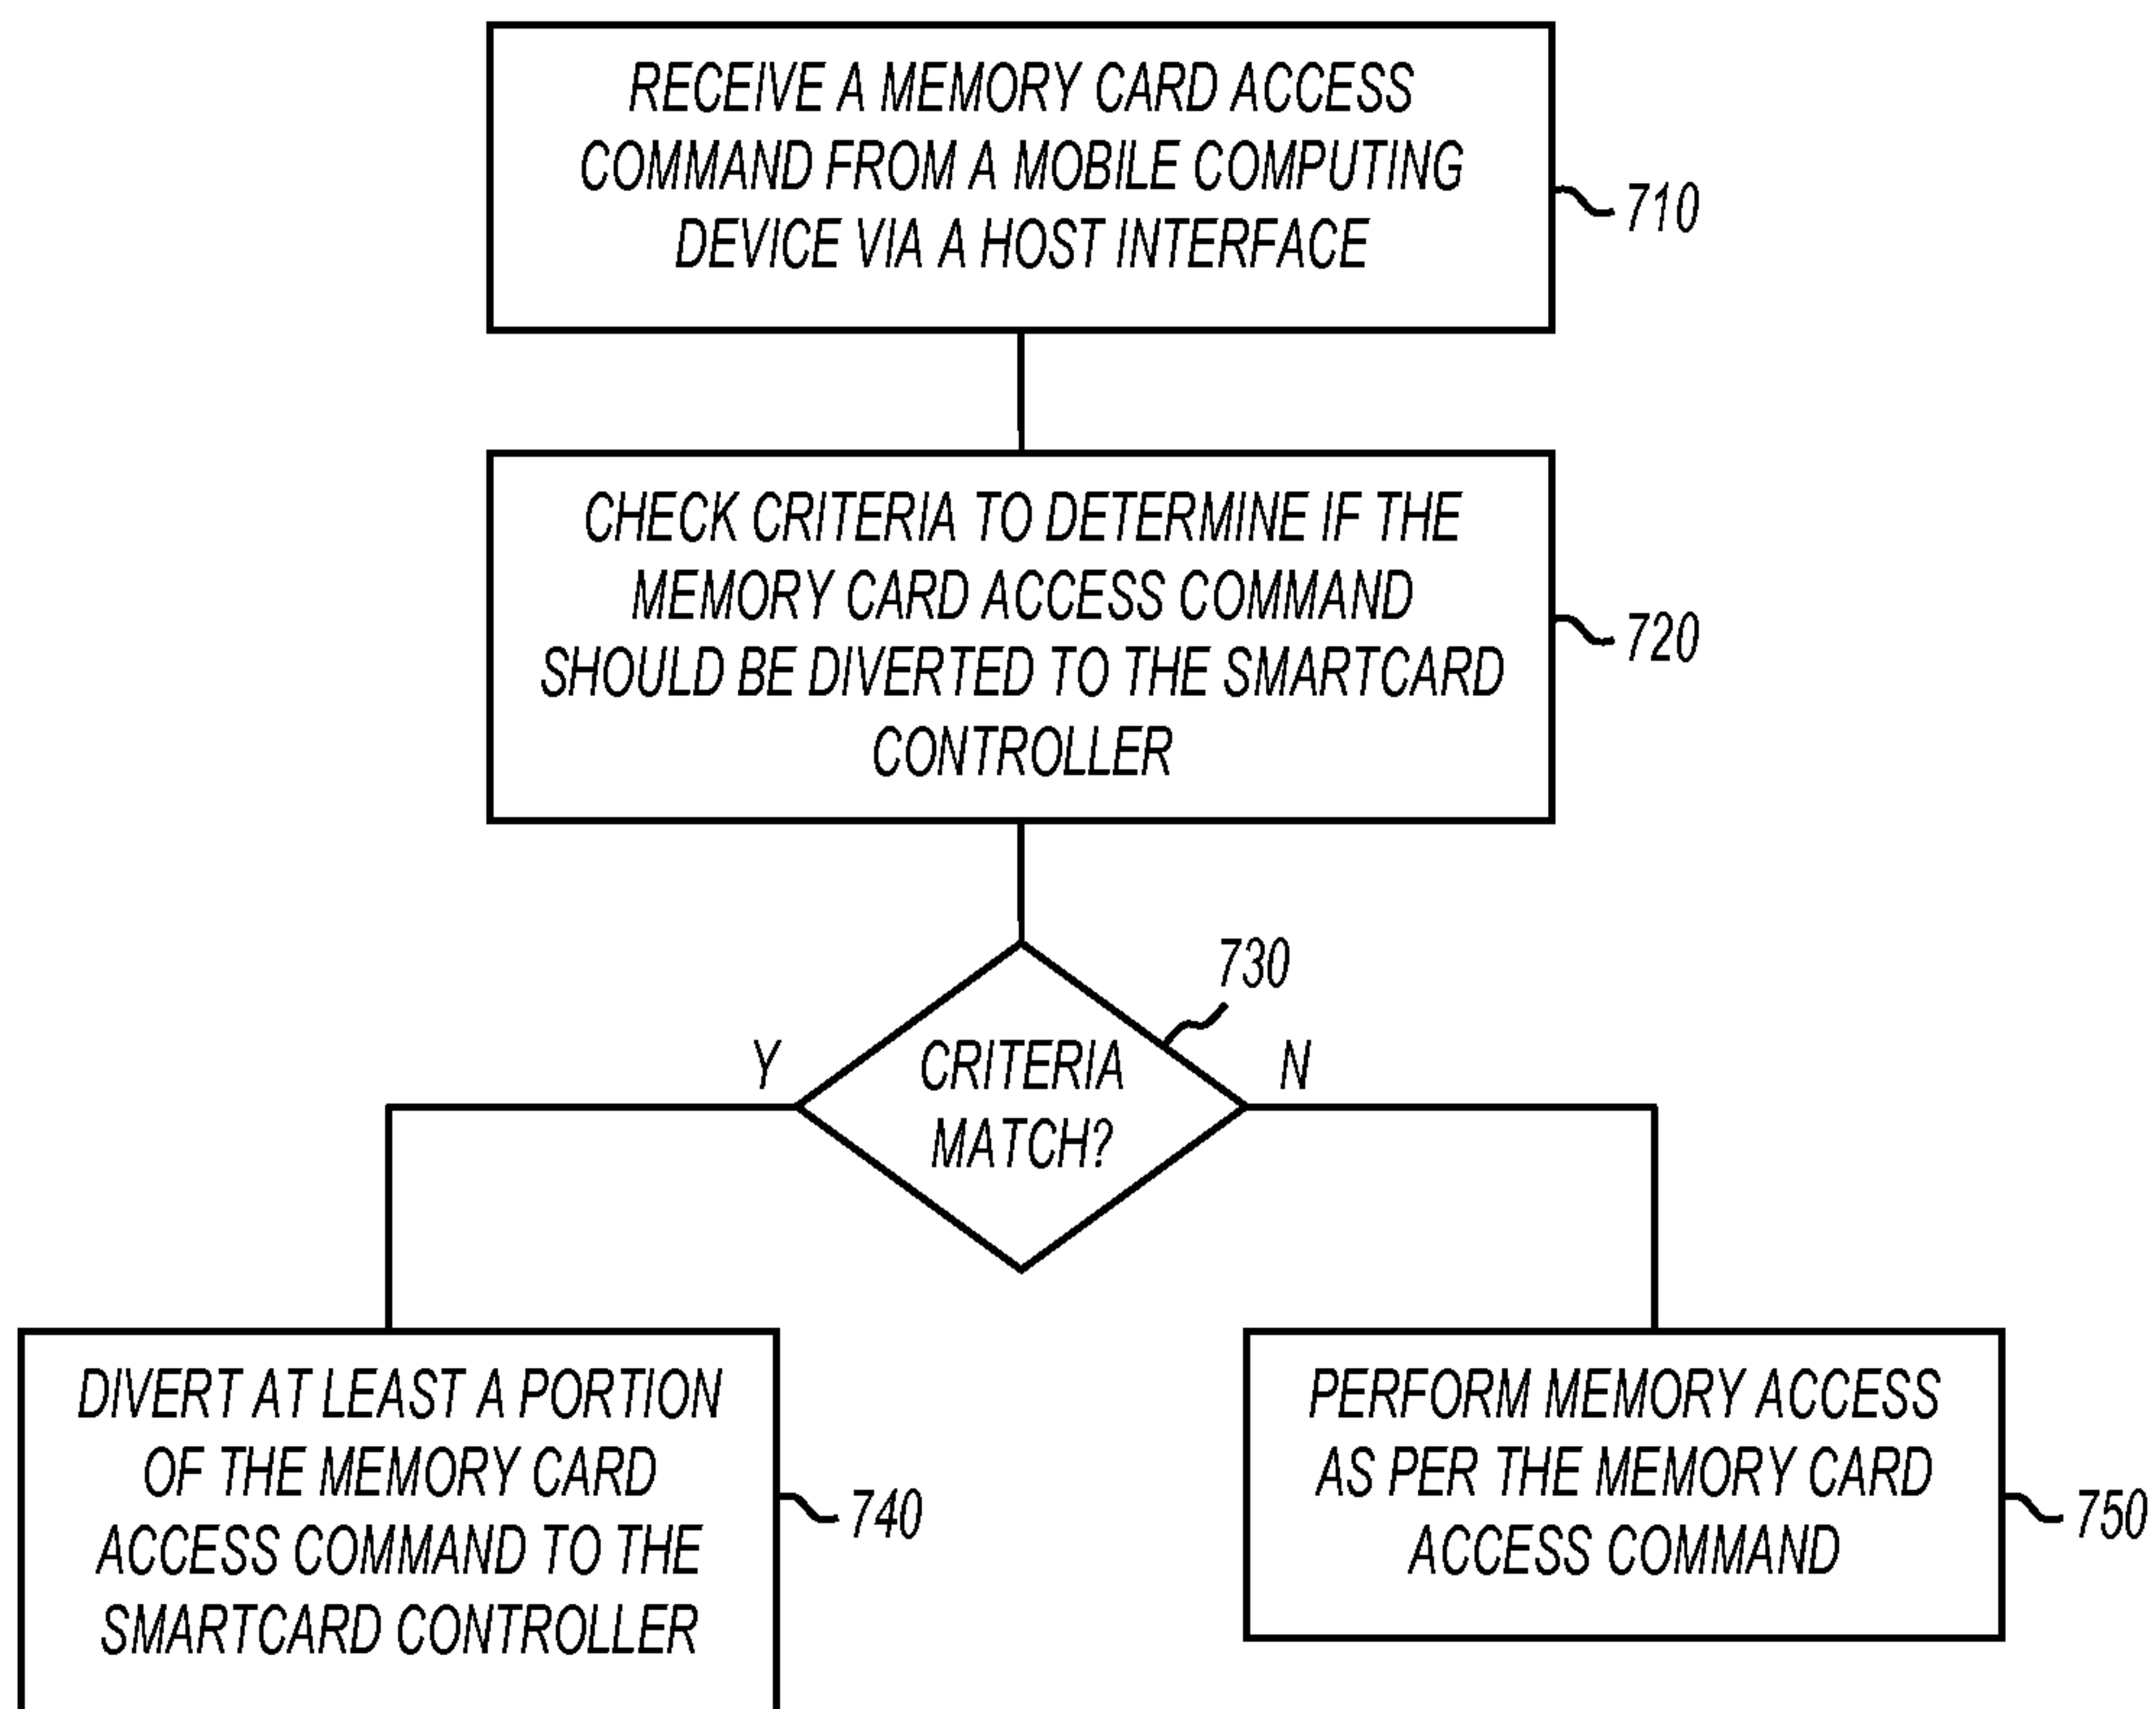 RECEIVE A MEMORY CARD ACCESS
COMMAND FROM A MOBILE COMPUTING
DEVICE VIA A HOST INTERFACE
710
CHECK CRITERIA TO DETERMINE IF THE
MEMORY CARD ACCESS COMMAND
SHOULD BE DIVERTED TO THE SMARTCARD
CONTROLLER
720
730
Y
CRITERIA
MATCH?
N
DIVERT AT LEAST A PORTION
OF THE MEMORY CARD
ACCESS COMMAND TO THE
SMARTCARD CONTROLLER
740
PERFORM MEMORY ACCESS
AS PER THE MEMORY CARD
ACCESS COMMAND
750